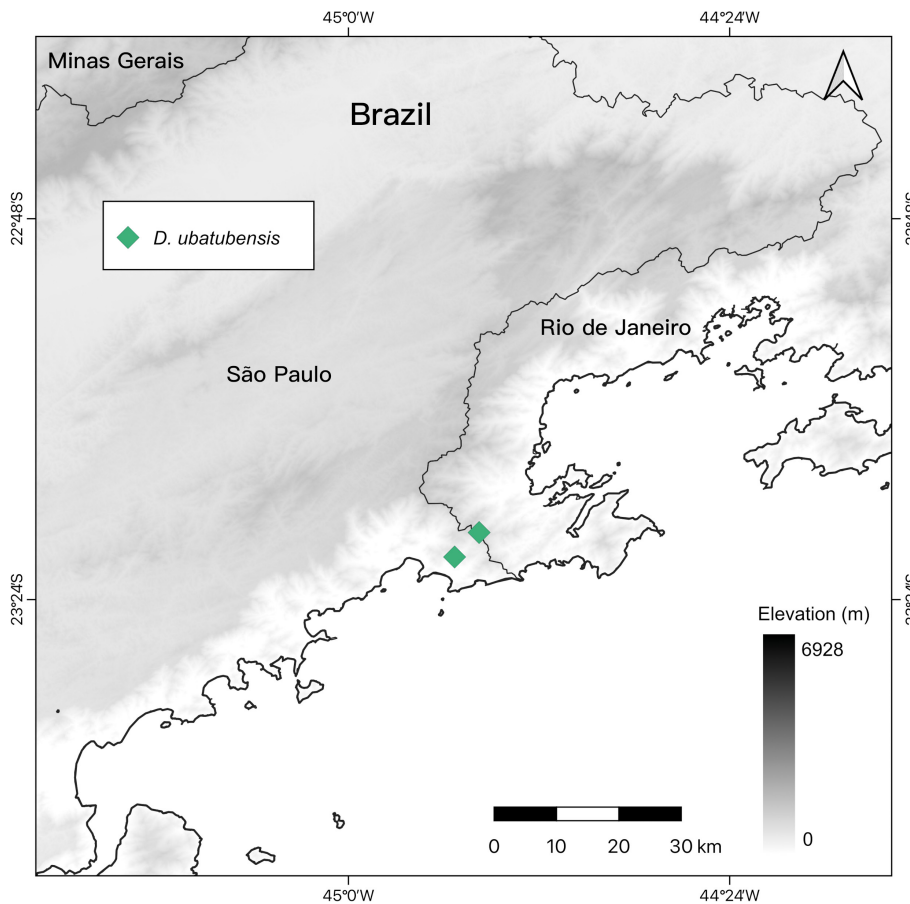 45°0′W 44°24′W
Minas Gerais
Brazil
22°48′S
D. ubatubensis
Rio de Janeiro
São Paulo
23°24′S
Elevation (m)
6928
0
0 10 20 30 km
45°0′W 44°24′W